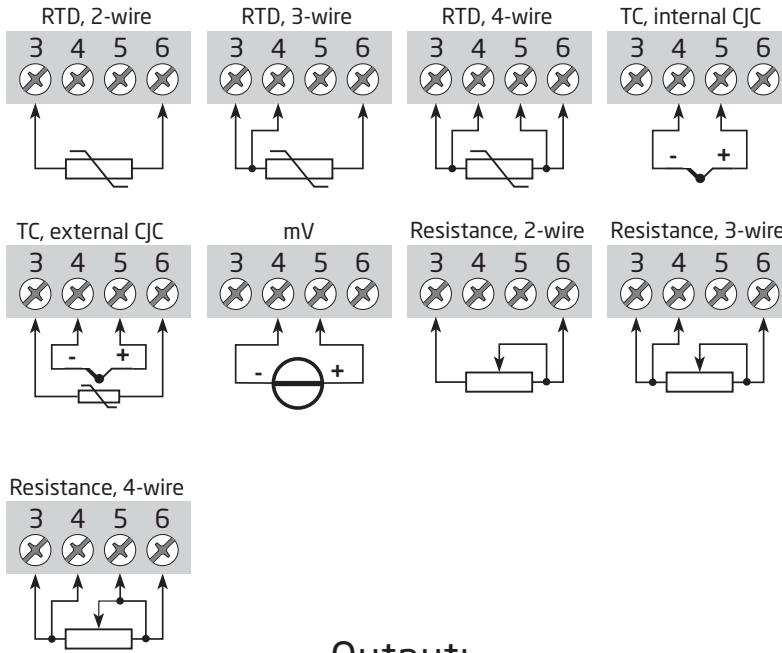 RTD, 2-wire
3 4 5 6
RTD, 3-wire
3 4 5 6
RTD, 4-wire
3 4 5 6
TC, internal CJC
3 4 5 6
- +
TC, external CJC
3 4 5 6
- +
mV
3 4 5 6
- +
Resistance, 2-wire
3 4 5 6
Resistance, 3-wire
3 4 5 6
Resistance, 4-wire
3 4 5 6